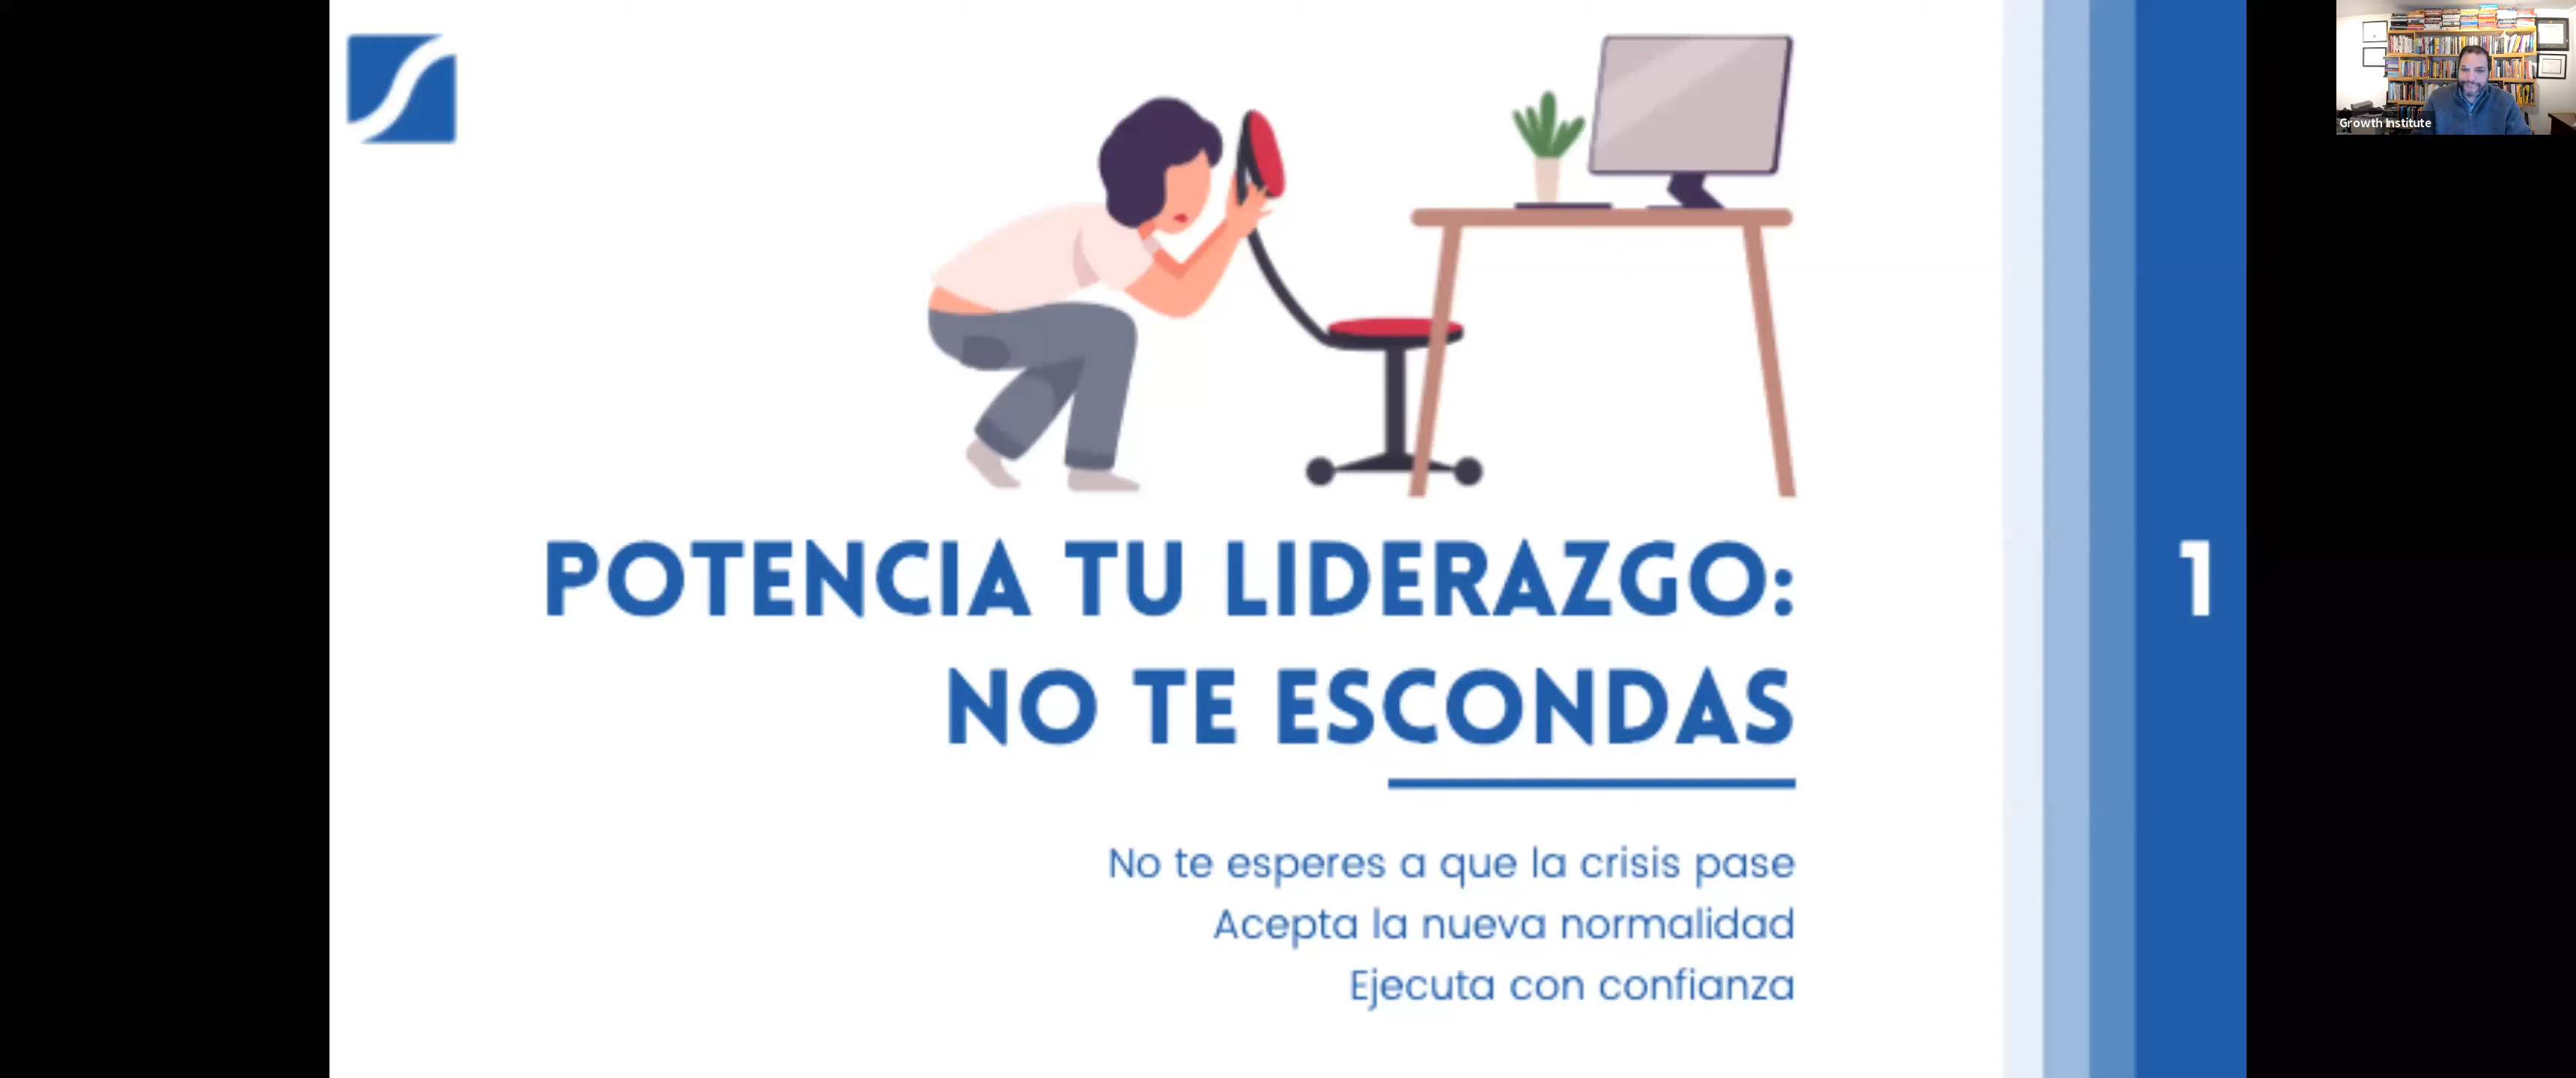 POTENCIA TU LIDERAZGO:
NO TE ESCONDAS
No te esperes a que la crisis pase
Acepta la nueva normalidad
Ejecuta con confianza
1
Growth Institute